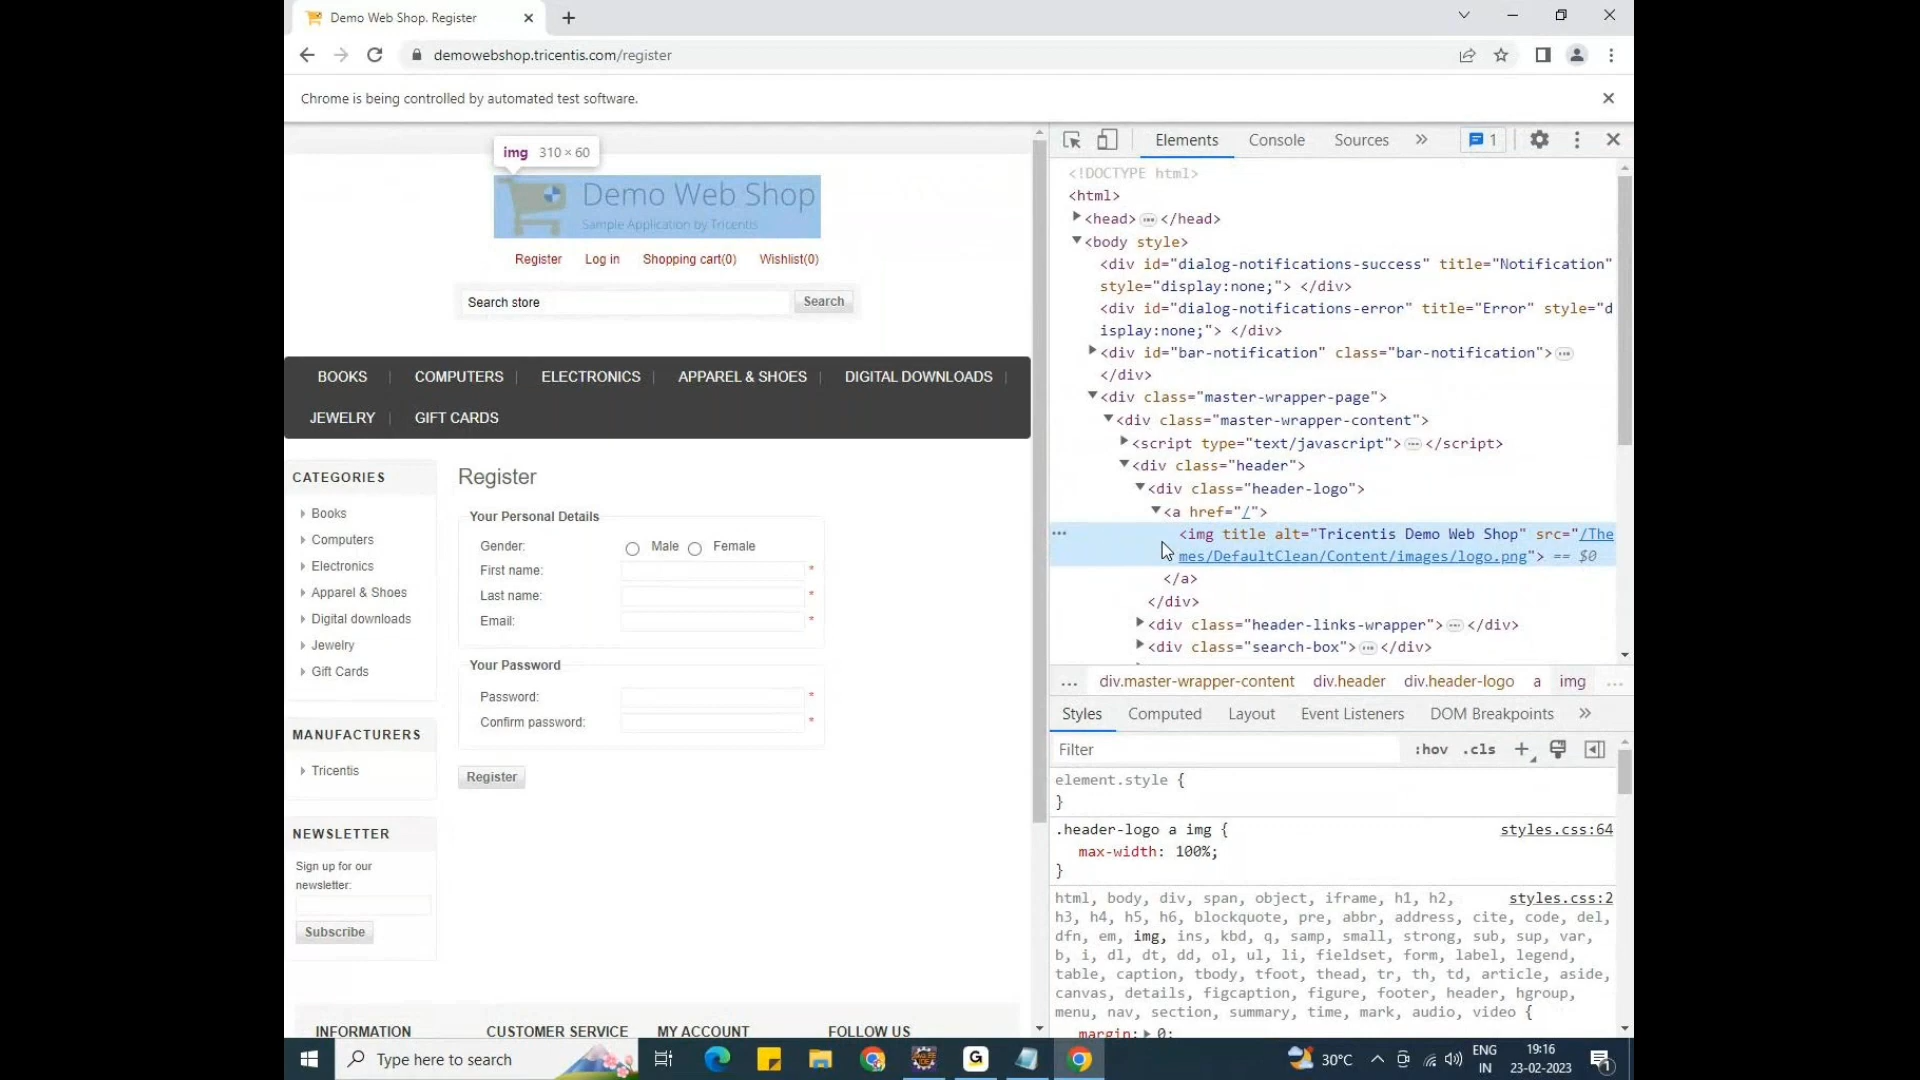 Demo Web Shop. Register
demowebshop.tricentis.com/register
Chrome is being controlled by automated test software.
img 310 × 60
Demo Web Shop
Sample Application by Tricentis
Register Log in Shopping cart(0) Wishlist(0)
Search store Search
BOOKS COMPUTERS ELECTRONICS APPAREL & SHOES DIGITAL DOWNLOADS
JEWELRY GIFT CARDS
CATEGORIES
Books
Computers
Electronics
Apparel & Shoes
Digital downloads
Jewelry
Gift Cards
MANUFACTURERS
Tricentis
NEWSLETTER
Sign up for our
newsletter:
Subscribe
Register
Your Personal Details
Gender: Male Female
First name: *
Last name: *
Email: *
Your Password
Password: *
Confirm password: *
Register
INFORMATION CUSTOMER SERVICE MY ACCOUNT FOLLOW US
Elements Console Sources » 1
<!DOCTYPE html>
<html>
<head> ⋯ </head>
<body style>
<div id="dialog-notifications-success" title="Notification"
style="display:none;"> </div>
<div id="dialog-notifications-error" title="Error" style="d
isplay:none;"> </div>
<div id="bar-notification" class="bar-notification"> ⋯
</div>
<div class="master-wrapper-page">
<div class="master-wrapper-content">
<script type="text/javascript"> ⋯ </script>
<div class="header">
<div class="header-logo">
<a href="/">
<img title alt="Tricentis Demo Web Shop" src="/The
mes/DefaultClean/Content/images/logo.png"> == $0
</a>
</div>
<div class="header-links-wrapper"> ⋯ </div>
<div class="search-box"> ⋯ </div>
... div.master-wrapper-content div.header div.header-logo a img ...
Styles Computed Layout Event Listeners DOM Breakpoints »
Filter :hov .cls +
element.style {
}
.header-logo a img { styles.css:64
max-width: 100%;
}
html, body, div, span, object, iframe, h1, h2, styles.css:2
h3, h4, h5, h6, blockquote, pre, abbr, address, cite, code, del,
dfn, em, img, ins, kbd, q, samp, small, strong, sub, sup, var,
b, i, dl, dt, dd, ol, ul, li, fieldset, form, label, legend,
table, caption, tbody, tfoot, thead, tr, th, td, article, aside,
canvas, details, figcaption, figure, footer, header, hgroup,
menu, nav, section, summary, time, mark, audio, video {
margin: 0;
Type here to search
30°C
ENG
IN
19:16
23-02-2023
1